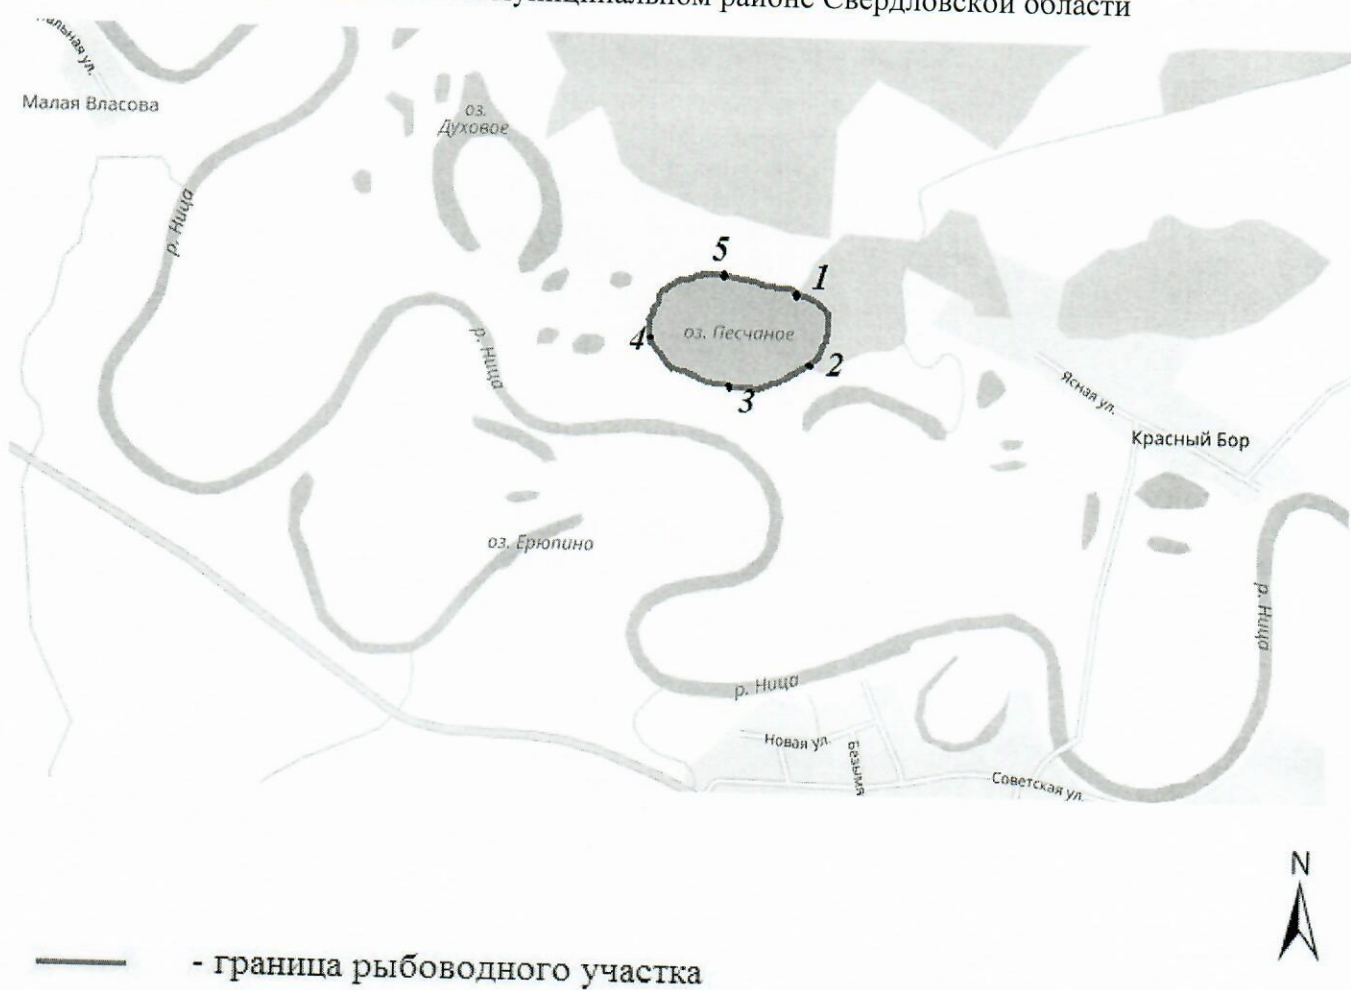 районе Свердловской области
Малая Власова
оз.
Духовое
р. Ница
5
1
оз. Песчаное
4
2
3
р. Ница
Ясная ул.
Красный Бор
оз. Ерюпино
р. Ница
р. Ница
Новая ул.
Безымя
Советская ул.
N
- граница рыбоводного участка